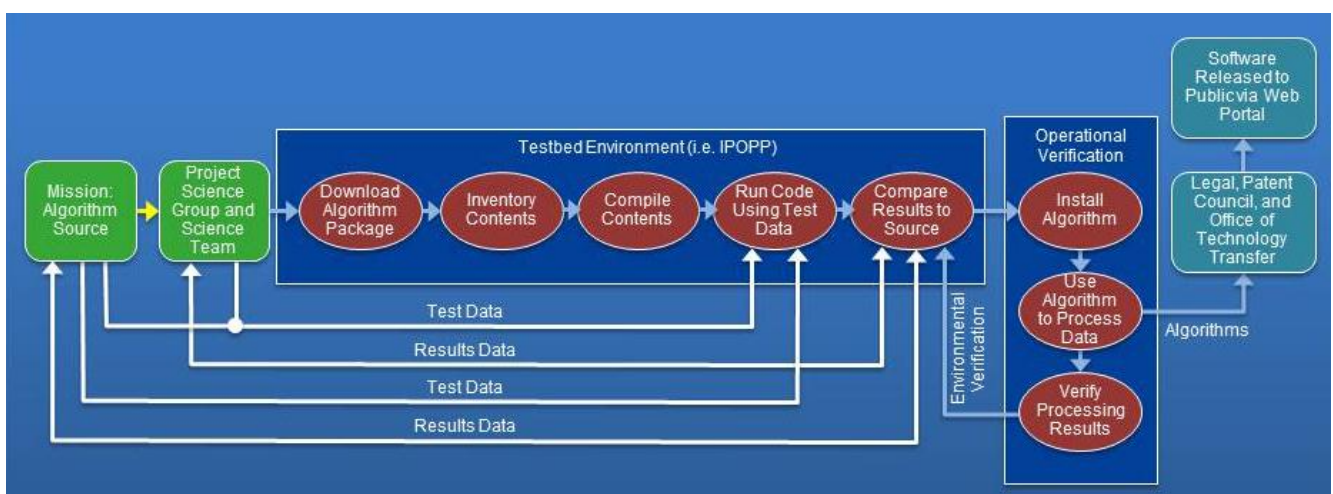 Mission:
Algorithm
Source
Project
Science
Group and
Science
Team
Testbed Environment (i.e. IPOPP)
Download
Algorithm
Package
Inventory
Contents
Compile
Contents
Run Code
Using Test
Data
Compare
Results to
Source
Operational
Verification
Install
Algorithm
Use
Algorithm
to Process
Data
Verify
Processing
Results
Software
Released to
Publicvia Web
Portal
Legal, Patent
Council, and
Office of
Technology
Transfer
Algorithms
Environmental
Verification
Test Data
Results Data
Test Data
Results Data